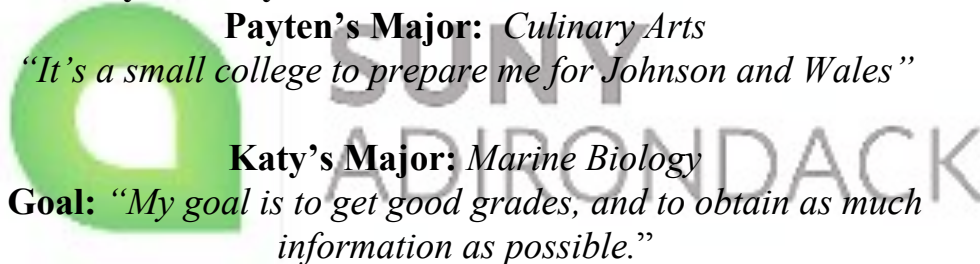 Payten’s Major: Culinary Arts
“It’s a small college to prepare me for Johnson and Wales”
SUNY
ADIRONDACK
Katy’s Major: Marine Biology
Goal: “My goal is to get good grades, and to obtain as much
information as possible.”